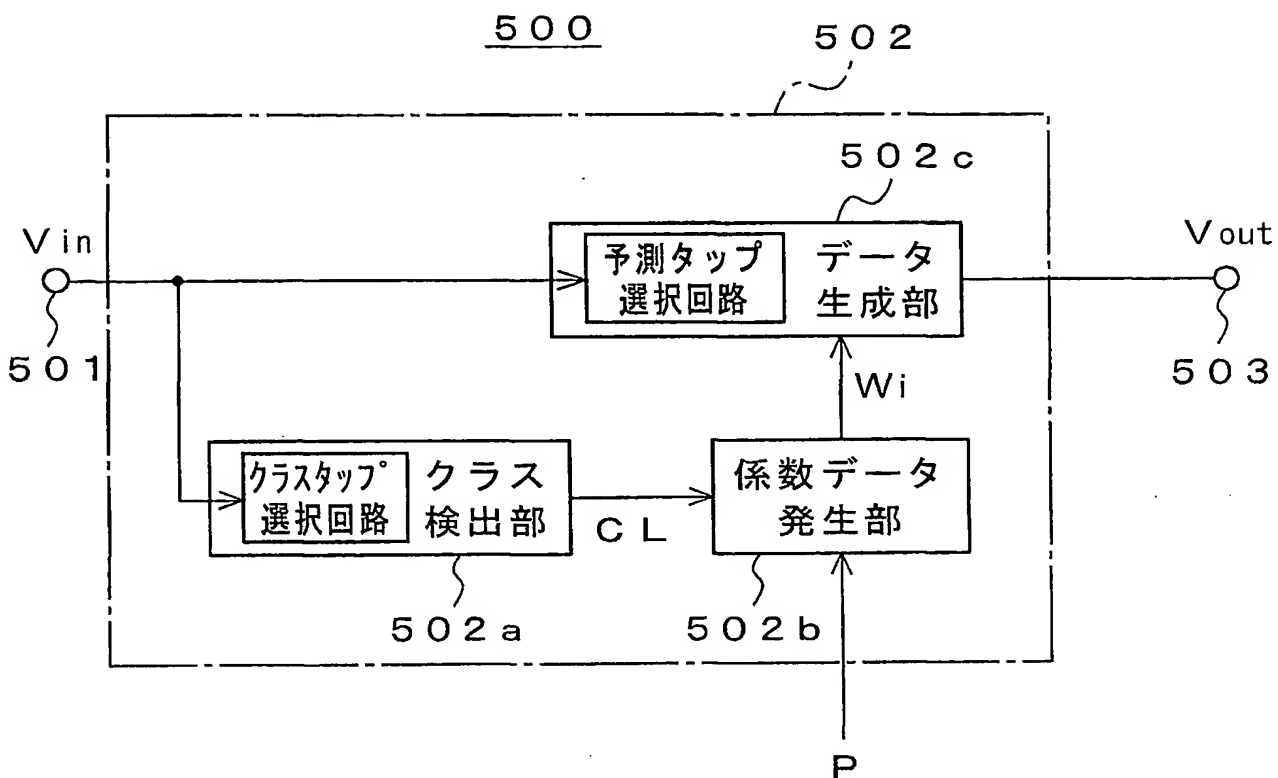 500
502
502c
Vin
予測タップ
選択回路
データ
生成部
Vout
501
503
Wi
クラスタップ
選択回路
クラス
検出部
CL
係数データ
発生部
502a
502b
P